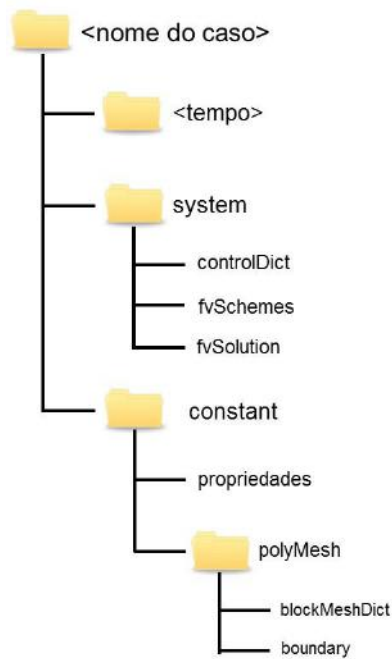 <nome do caso>
<tempo>
system
controlDict
fvSchemes
fvSolution
constant
propriedades
polyMesh
blockMeshDict
boundary